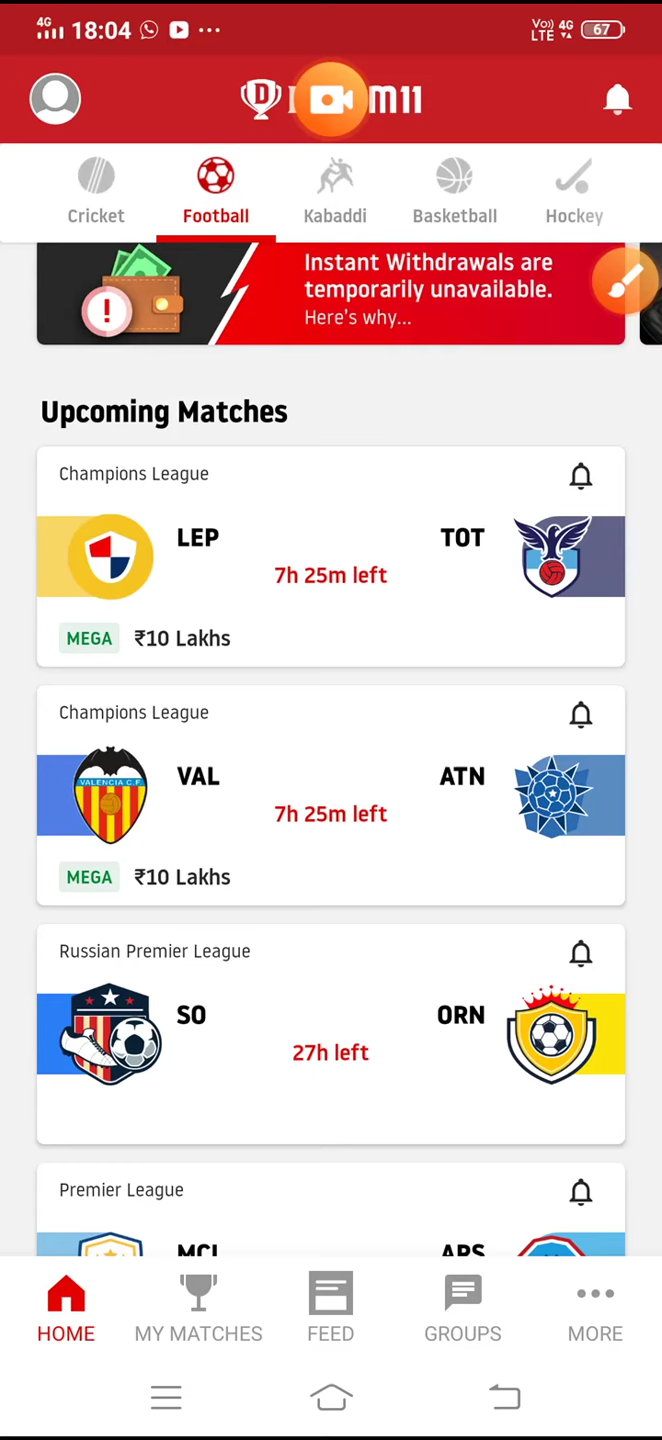 4G 18:04 Vo)) LTE 4G 67
D M11
Cricket Football Kabaddi Basketball Hockey
Instant Withdrawals are
temporarily unavailable.
Here's why...
Upcoming Matches
Champions League
LEP TOT
7h 25m left
MEGA ₹10 Lakhs
Champions League
VALENCIA C.F
VAL ATN
7h 25m left
MEGA ₹10 Lakhs
Russian Premier League
SO ORN
27h left
Premier League
MCI ARS
HOME MY MATCHES FEED GROUPS MORE